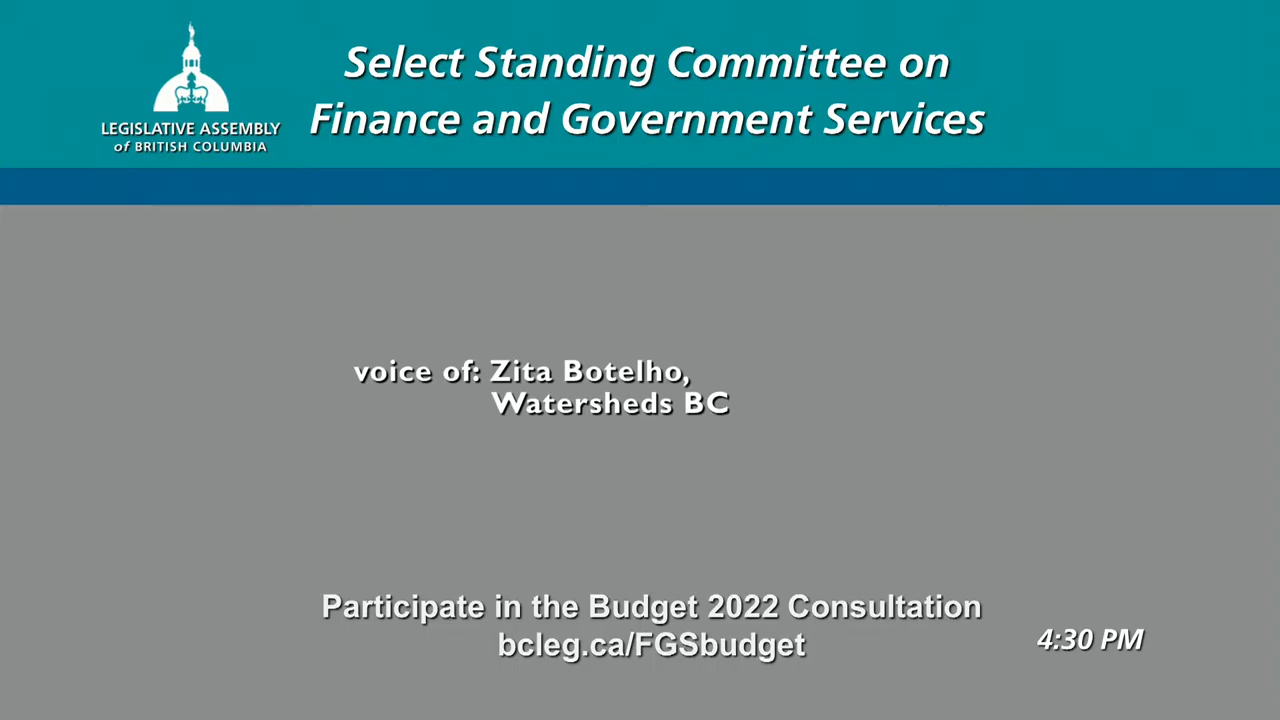 LEGISLATIVE ASSEMBLY
of BRITISH COLUMBIA
Select Standing Committee on
Finance and Government Services
voice of: Zita Botelho,
Watersheds BC
Participate in the Budget 2022 Consultation
bcleg.ca/FGSbudget
4:30 PM